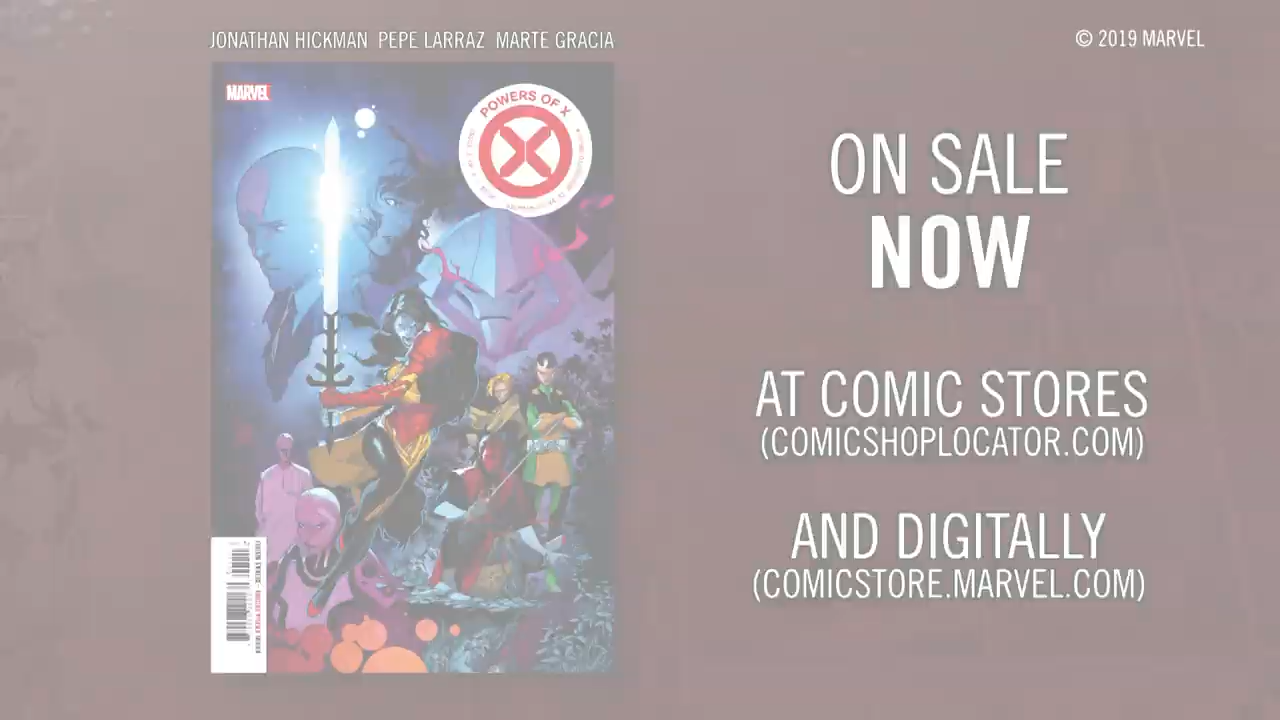 JONATHAN HICKMAN PEPE LARRAZ MARTE GRACIA
© 2019 MARVEL
MARVEL
POWERS OF X
ON SALE
NOW
AT COMIC STORES
(COMICSHOPLOCATOR.COM)
AND DIGITALLY
(COMICSTORE.MARVEL.COM)